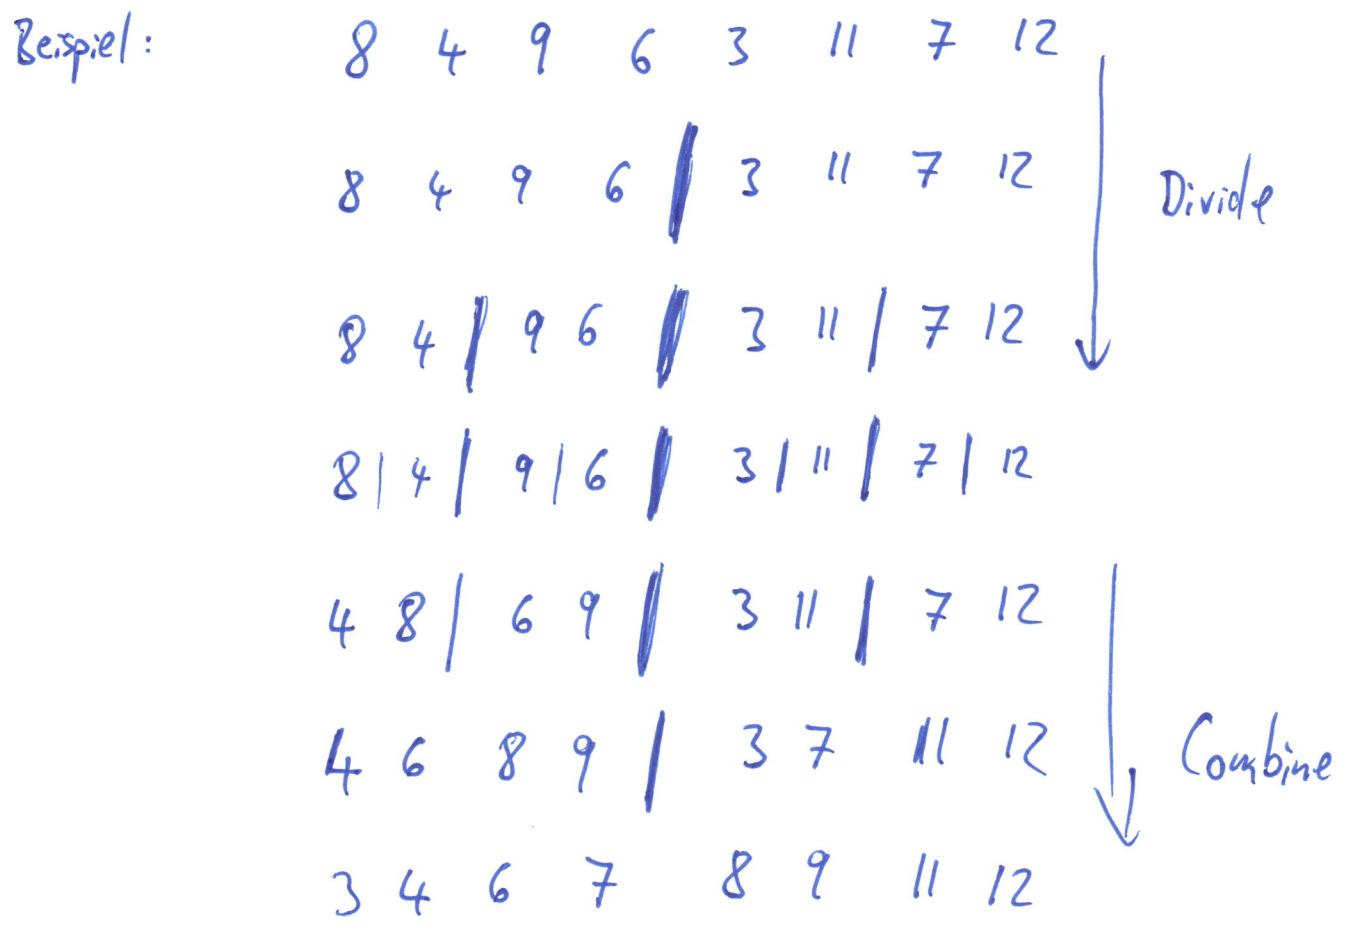 Beispiel: 8 4 9 6 3 11 7 12
8 4 9 6 | 3 11 7 12 Divide
8 4 | 9 6 | 3 11 | 7 12
8 | 4 | 9 | 6 | 3 | 11 | 7 | 12
4 8 | 6 9 | 3 11 | 7 12
4 6 8 9 | 3 7 11 12 Combine
3 4 6 7 8 9 11 12